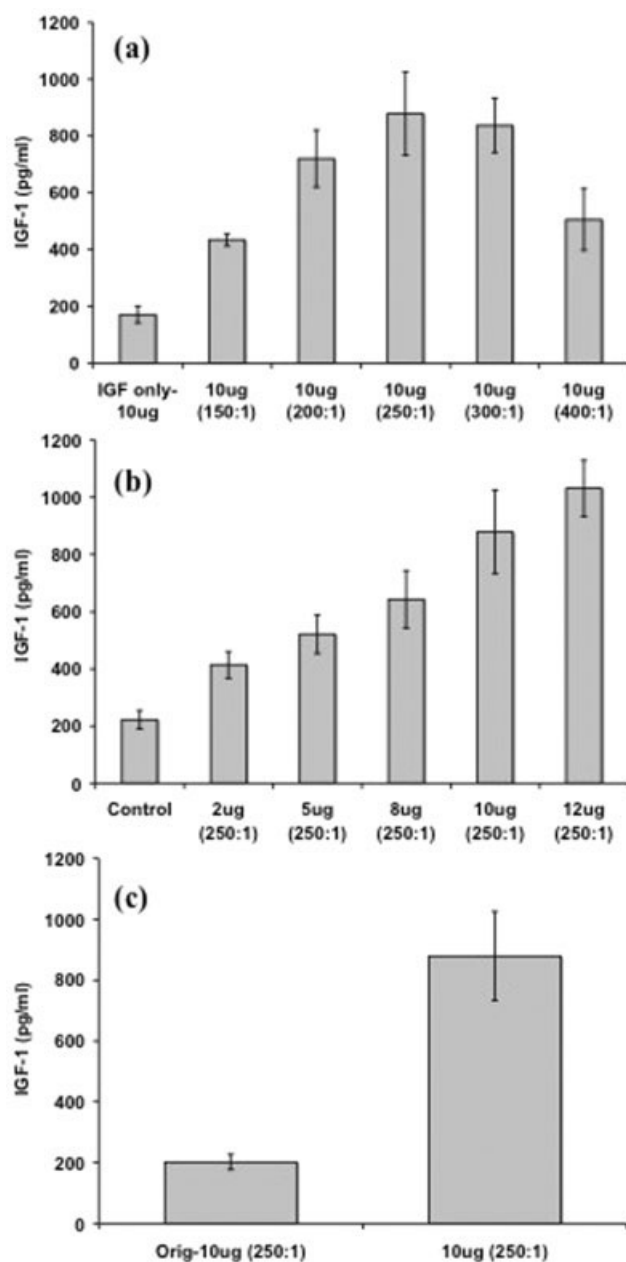 (a)
1200
1000
800
600
400
200
0
IGF-1 (pg/ml)
IGF only- 10ug 10ug 10ug 10ug 10ug
10ug (150:1) (200:1) (250:1) (300:1) (400:1)
(b)
1200
1000
800
600
400
200
0
IGF-1 (pg/ml)
Control 2ug 5ug 8ug 10ug 12ug
(250:1) (250:1) (250:1) (250:1) (250:1)
(c)
1200
1000
800
600
400
200
0
IGF-1 (pg/ml)
Orig-10ug (250:1) 10ug (250:1)